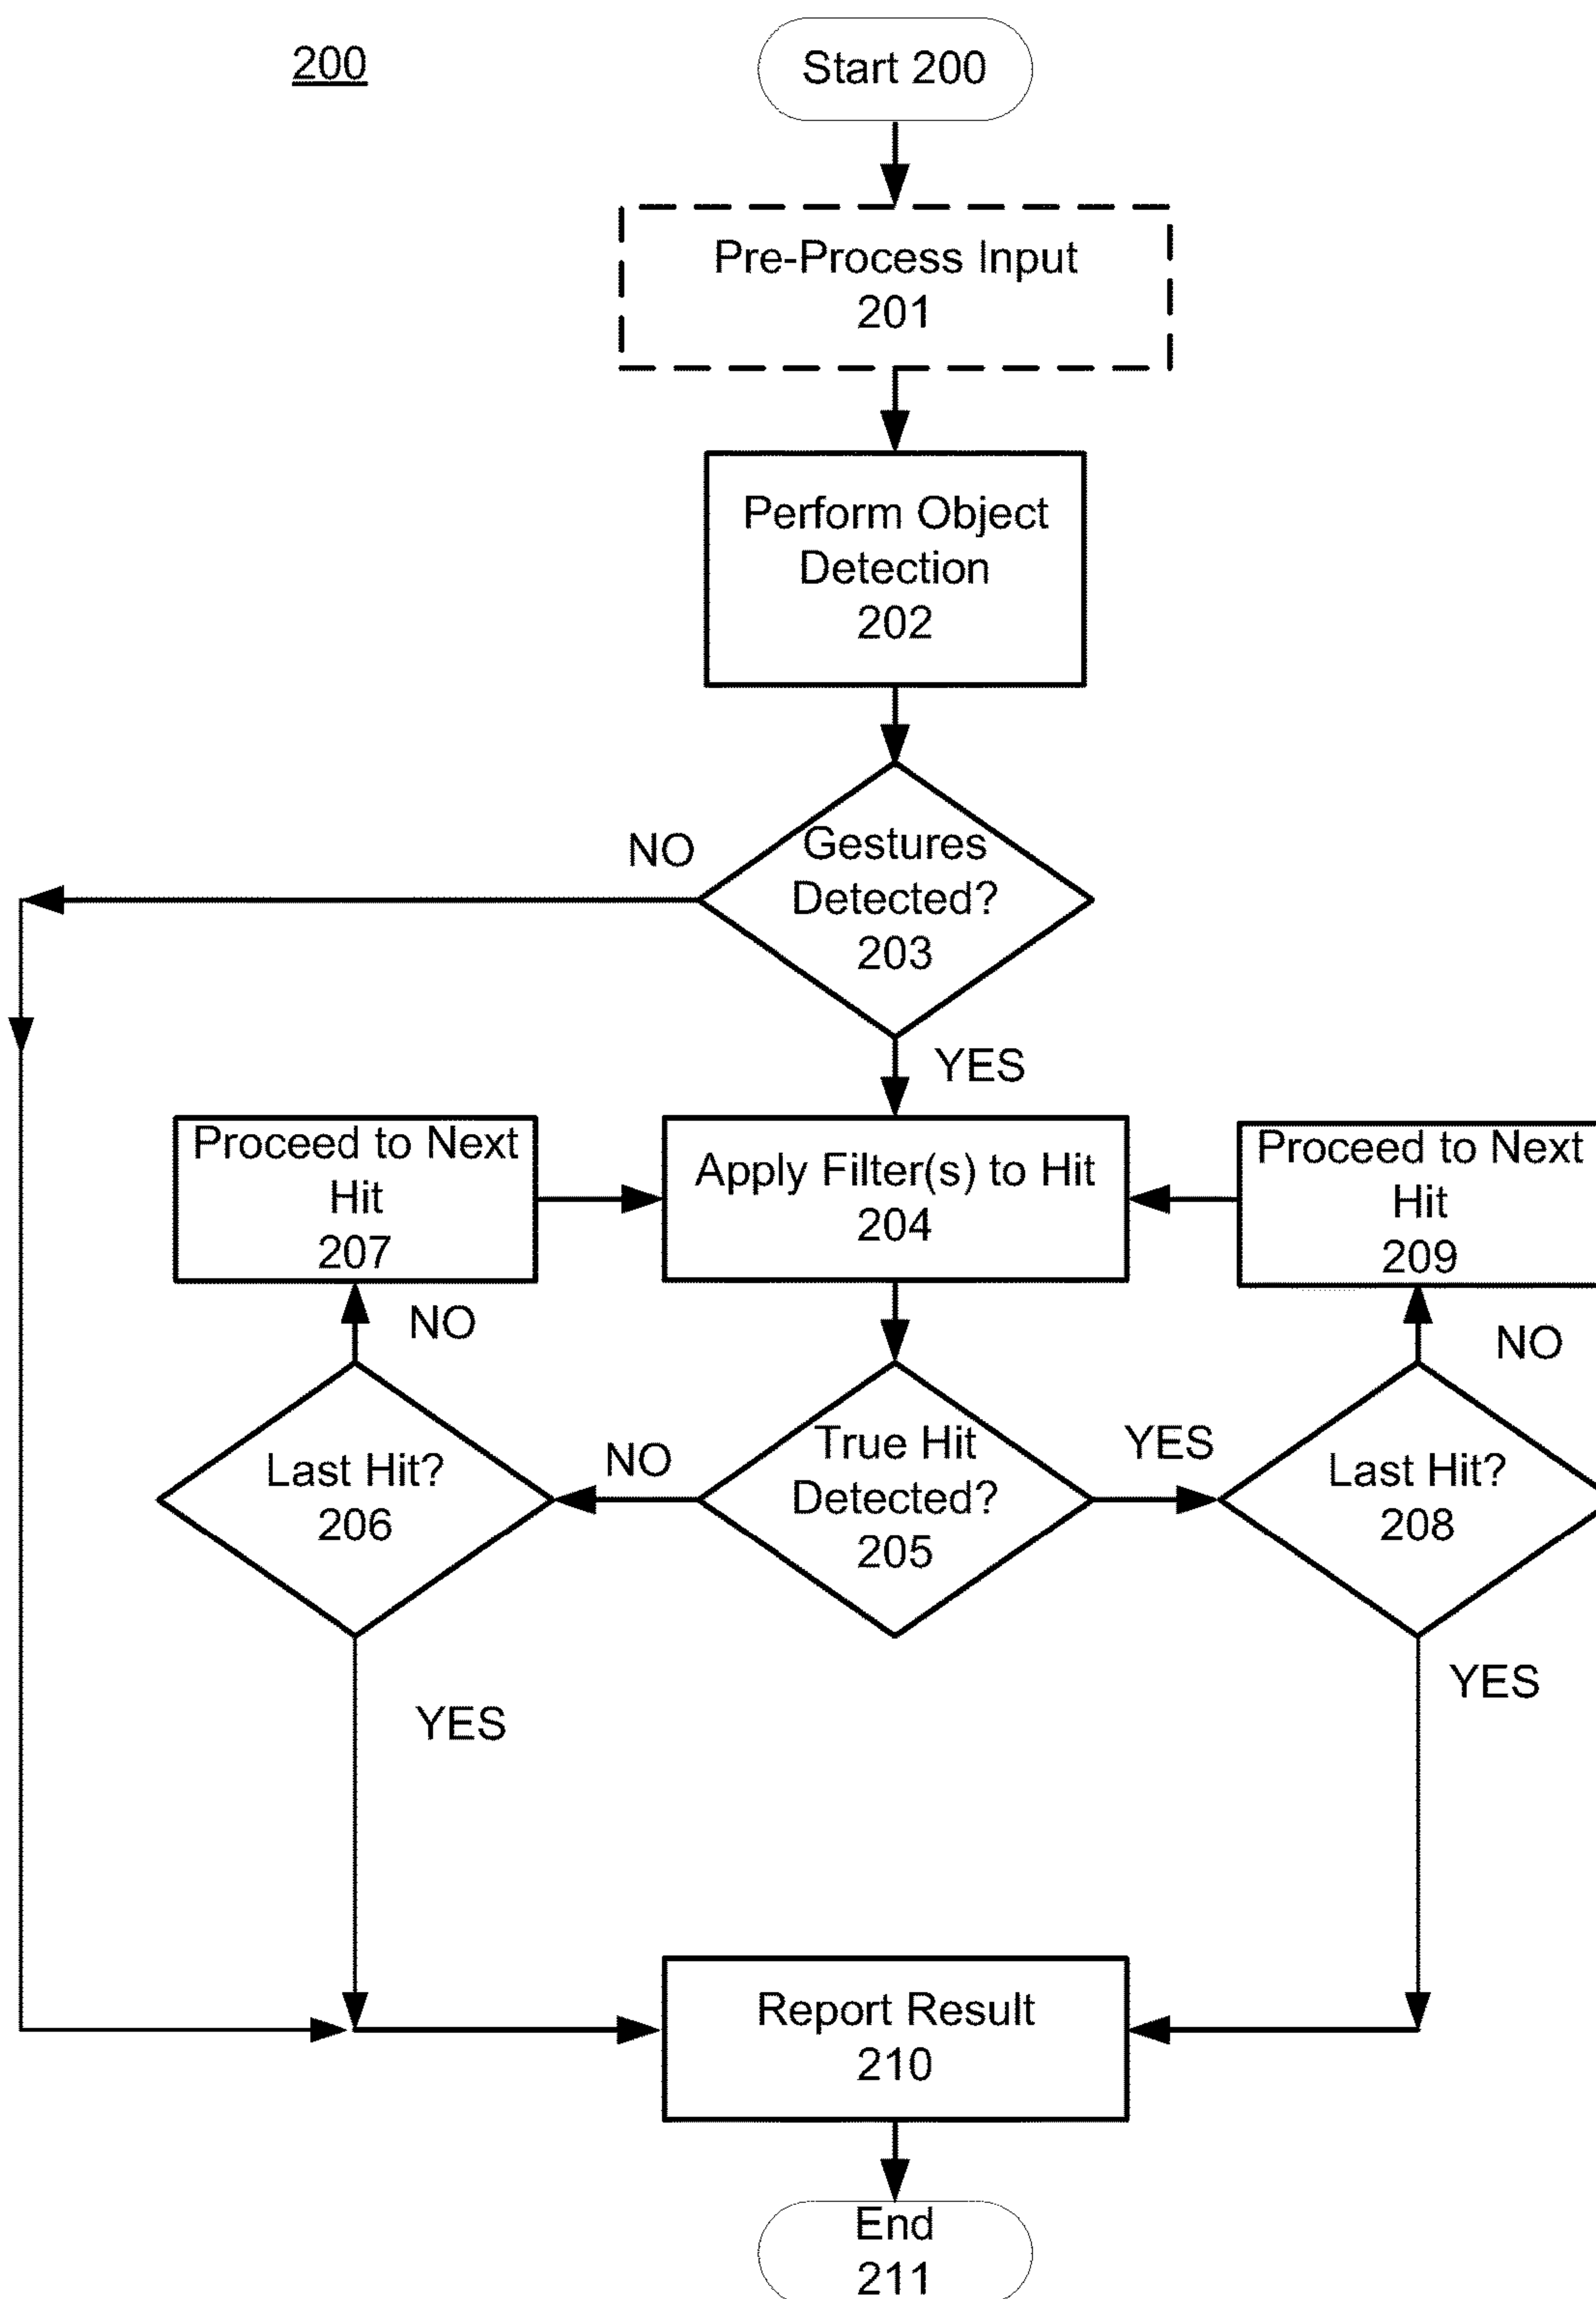 200
Start 200
Pre-Process Input
201
Perform Object
Detection
202
Gestures
Detected?
203
NO
YES
Proceed to Next
Hit
207
Apply Filter(s) to Hit
204
Proceed to Next
Hit
209
NO
NO
Last Hit?
206
NO
True Hit
Detected?
205
YES
Last Hit?
208
YES
YES
Report Result
210
End
211